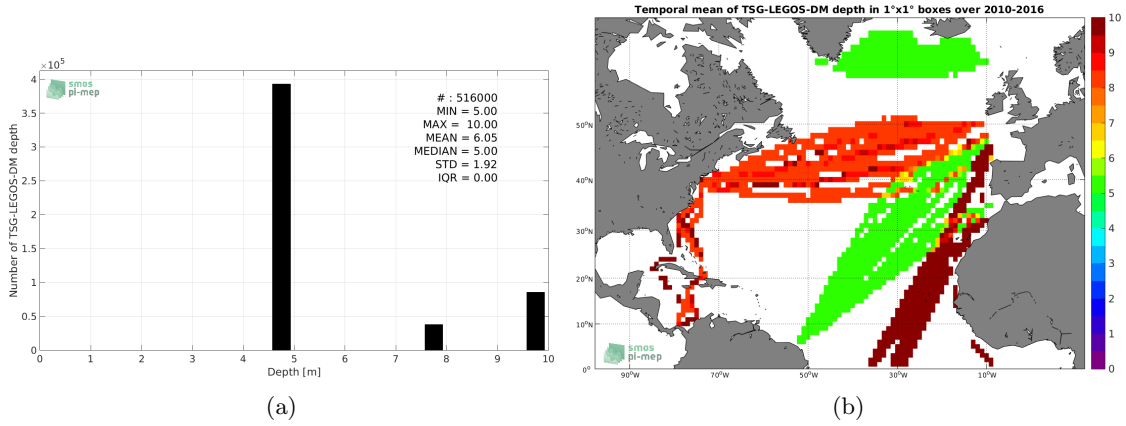 ×10⁵
4
3.5
3
2.5
2
1.5
1
0.5
0
Number of TSG-LEGOS-DM depth
smos
pi-mep
# : 516000
MIN = 5.00
MAX = 10.00
MEAN = 6.05
MEDIAN = 5.00
STD = 1.92
IQR = 0.00
0 1 2 3 4 5 6 7 8 9 10
Depth [m]
(a)
Temporal mean of TSG-LEGOS-DM depth in 1°x1° boxes over 2010-2016
50°N
40°N
30°N
20°N
10°N
0°
90°W 70°W 50°W 30°W 10°W
smos
pi-mep
10
9
8
7
6
5
4
3
2
1
0
(b)